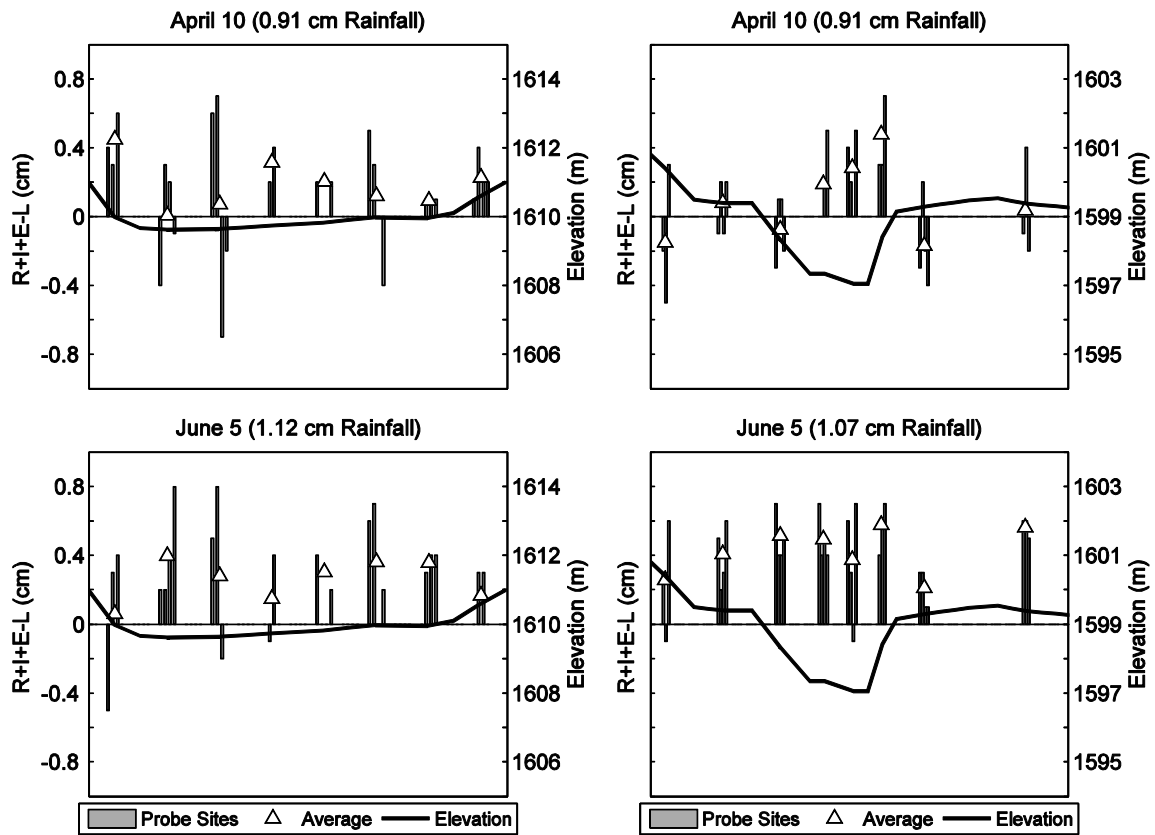 April 10 (0.91 cm Rainfall)
April 10 (0.91 cm Rainfall)
0.8
0.4
0
-0.4
-0.8
R+I+E-L (cm)
1614
1612
1610
1608
1606
Elevation (m)
R+I+E-L (cm)
1603
1601
1599
1597
1595
Elevation (m)
June 5 (1.12 cm Rainfall)
June 5 (1.07 cm Rainfall)
0.8
0.4
0
-0.4
-0.8
R+I+E-L (cm)
1614
1612
1610
1608
1606
Elevation (m)
R+I+E-L (cm)
1603
1601
1599
1597
1595
Elevation (m)
Probe Sites Average Elevation
Probe Sites Average Elevation